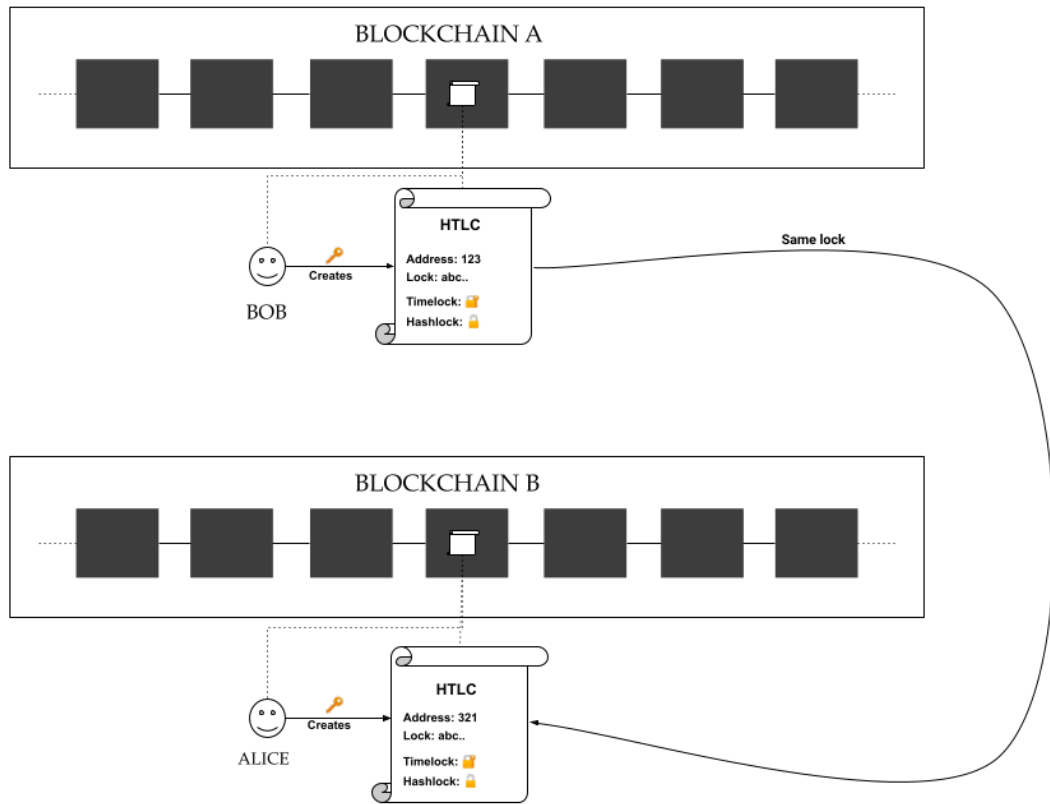 BLOCKCHAIN A
HTLC
Address: 123
Lock: abc..
Timelock: 🔐
Hashlock: 🔒
Creates
BOB
Same lock
BLOCKCHAIN B
HTLC
Address: 321
Lock: abc..
Timelock: 🔐
Hashlock: 🔒
Creates
ALICE